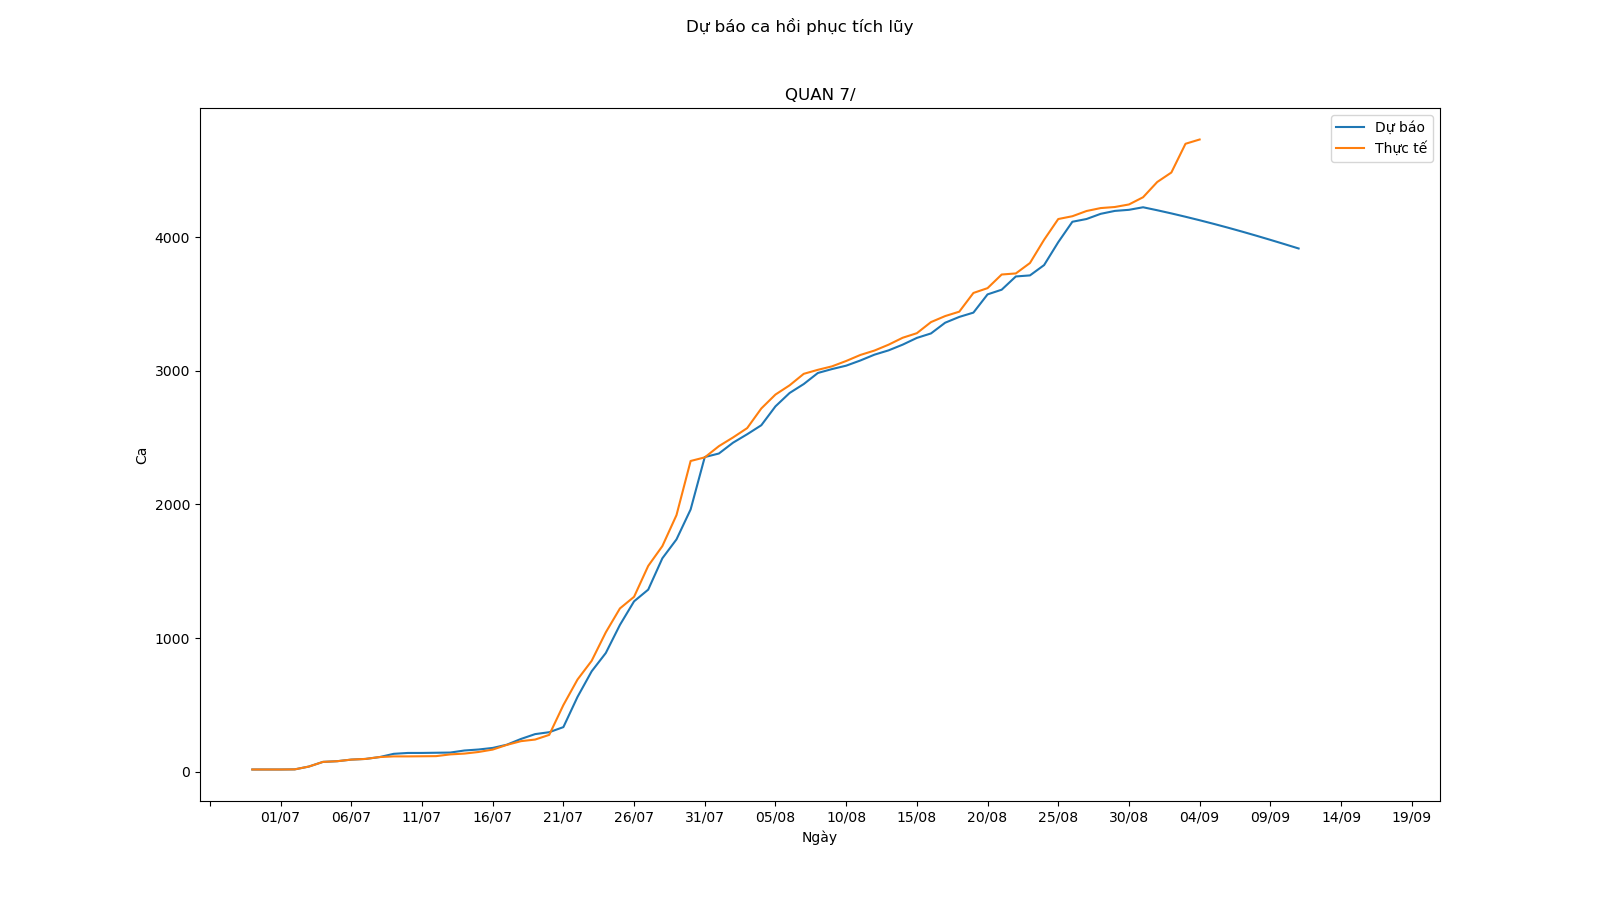 Dự báo ca hồi phục tích lũy
QUAN 7/
Dự báo
Thực tế
4000
3000
2000
1000
0
Ca
01/07 06/07 11/07 16/07 21/07 26/07 31/07 05/08 10/08 15/08 20/08 25/08 30/08 04/09 09/09 14/09 19/09
Ngày